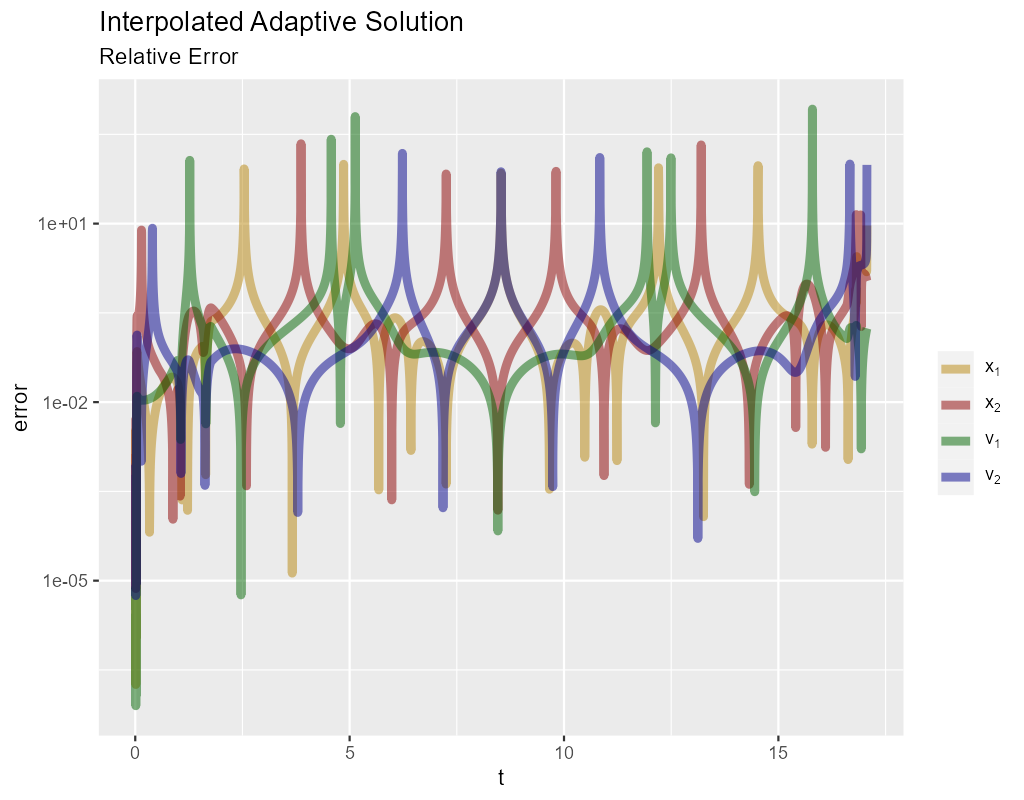 Interpolated Adaptive Solution
Relative Error
error
1e+01
1e-02
1e-05
0
5
10
15
t
x₁
x₂
v₁
v₂